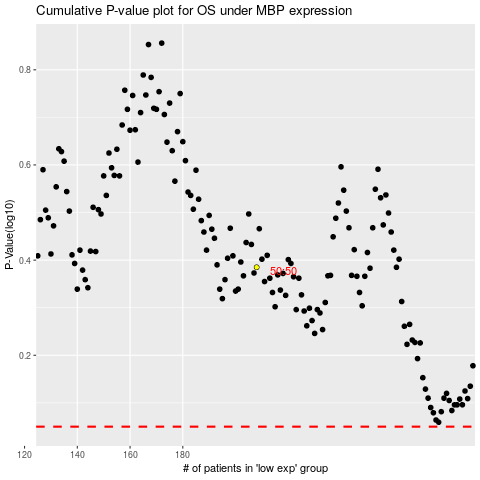 Cumulative P-value plot for OS under MBP expression
P-Value(log10)
0.8
0.6
0.4
0.2
50:50
120 140 160 180
# of patients in 'low exp' group